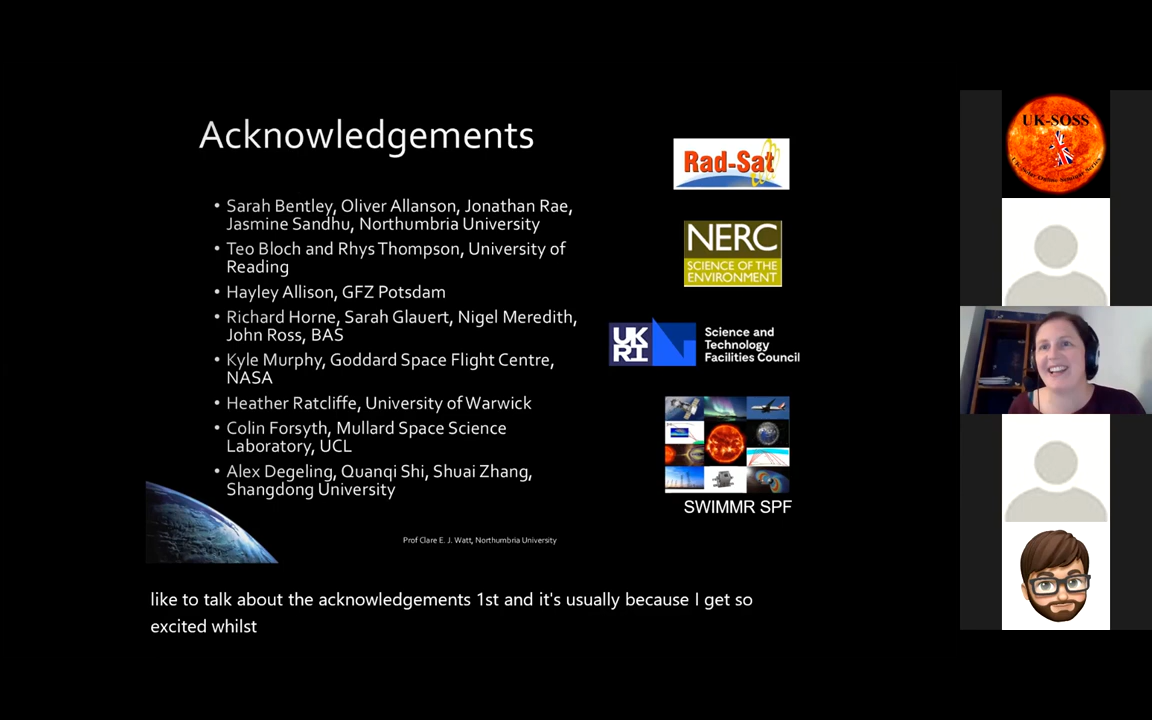 Acknowledgements
• Sarah Bentley, Oliver Allanson, Jonathan Rae,
Jasmine Sandhu, Northumbria University
• Teo Bloch and Rhys Thompson, University of
Reading
• Hayley Allison, GFZ Potsdam
• Richard Horne, Sarah Glauert, Nigel Meredith,
John Ross, BAS
• Kyle Murphy, Goddard Space Flight Centre,
NASA
• Heather Ratcliffe, University of Warwick
• Colin Forsyth, Mullard Space Science
Laboratory, UCL
• Alex Degeling, Quanqi Shi, Shuai Zhang,
Shangdong University
Prof Clare E. J. Watt, Northumbria University
Rad-Sat
NERC
SCIENCE OF THE
ENVIRONMENT
UK
RI
Science and
Technology
Facilities Council
SWIMMR SPF
like to talk about the acknowledgements 1st and it's usually because I get so
excited whilst
UK-SOSS